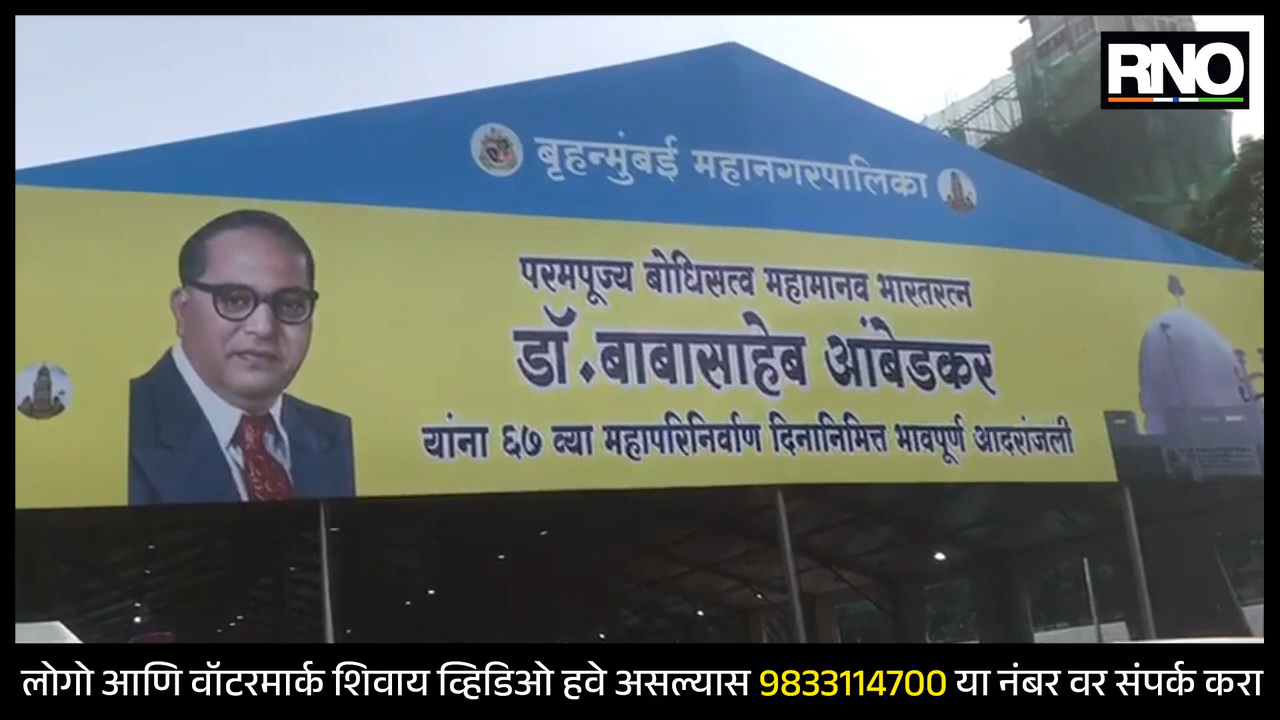 RNO
बृहन्मुंबई महानगरपालिका
परमपूज्य बोधिसत्व महामानव भारतरत्न
डॉ.बाबासाहेब आंबेडकर
यांना ६७ व्या महापरिनिर्वाण दिनानिमित्त भावपूर्ण आदरांजली
लोगो आणि वॉटरमार्क शिवाय व्हिडिओ हवे असल्यास 9833114700 या नंबर वर संपर्क करा